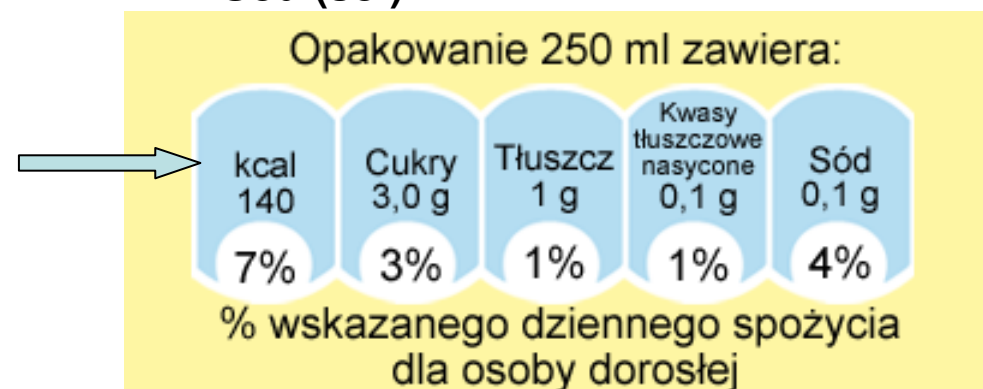 Opakowanie 250 ml zawiera:
kcal
140
7%
Cukry
3,0 g
3%
Tłuszcz
1 g
1%
Kwasy
tłuszczowe
nasycone
0,1 g
1%
Sód
0,1 g
4%
% wskazanego dziennego spożycia
dla osoby dorosłej